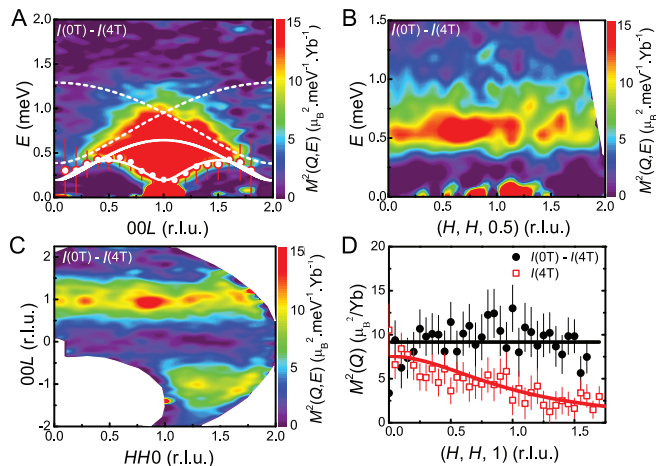 A
I(0T) - I(4T)
E (meV)
2.0
1.5
1.0
0.5
0.0
0.0 0.5 1.0 1.5 2.0
00L (r.l.u.)
15
10
5
0
M²(Q,E) (μB².meV⁻¹.Yb⁻¹)
B
I(0T) - I(4T)
E (meV)
1.5
1.0
0.5
0.0
0.0 0.5 1.0 1.5 2.0
(H, H, 0.5) (r.l.u.)
15
10
5
0
M²(Q,E) (μB².meV⁻¹.Yb⁻¹)
C
I(0T) - I(4T)
00L (r.l.u.)
2
1
0
-1
-2
0.0 0.5 1.0 1.5 2.0
HH0 (r.l.u.)
15
10
5
0
M²(Q,E) (μB².meV⁻¹.Yb⁻¹)
D
I(0T) - I(4T)
I(4T)
M²(Q) (μB²/Yb)
20
15
10
5
0
0.0 0.5 1.0 1.5
(H, H, 1) (r.l.u.)